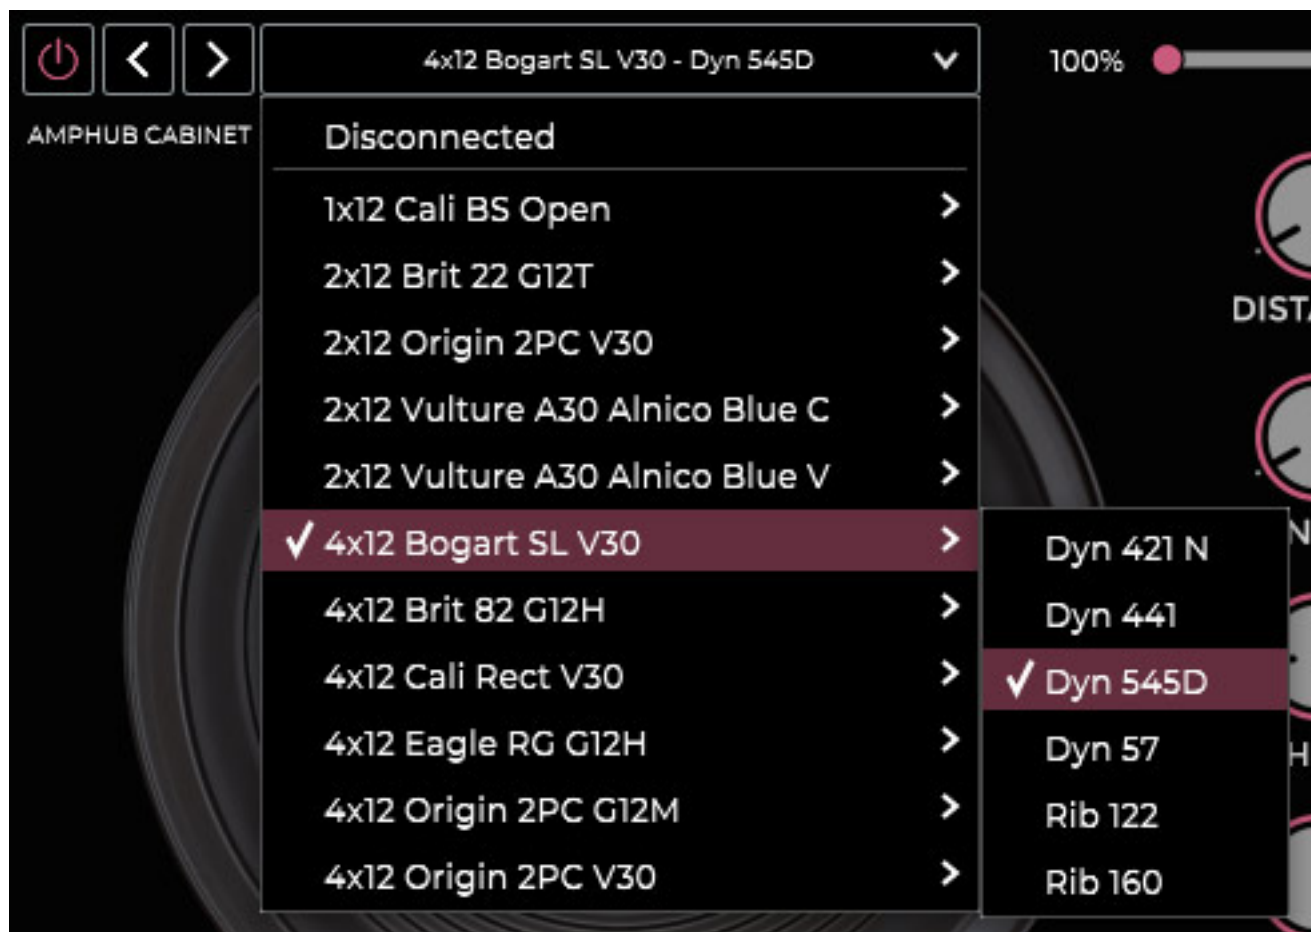 4x12 Bogart SL V30 - Dyn 545D
100%
AMPHUB CABINET
Disconnected
1x12 Cali BS Open
2x12 Brit 22 G12T
2x12 Origin 2PC V30
2x12 Vulture A30 Alnico Blue C
2x12 Vulture A30 Alnico Blue V
4x12 Bogart SL V30
4x12 Brit 82 G12H
4x12 Cali Rect V30
4x12 Eagle RG G12H
4x12 Origin 2PC G12M
4x12 Origin 2PC V30
Dyn 421 N
Dyn 441
Dyn 545D
Dyn 57
Rib 122
Rib 160